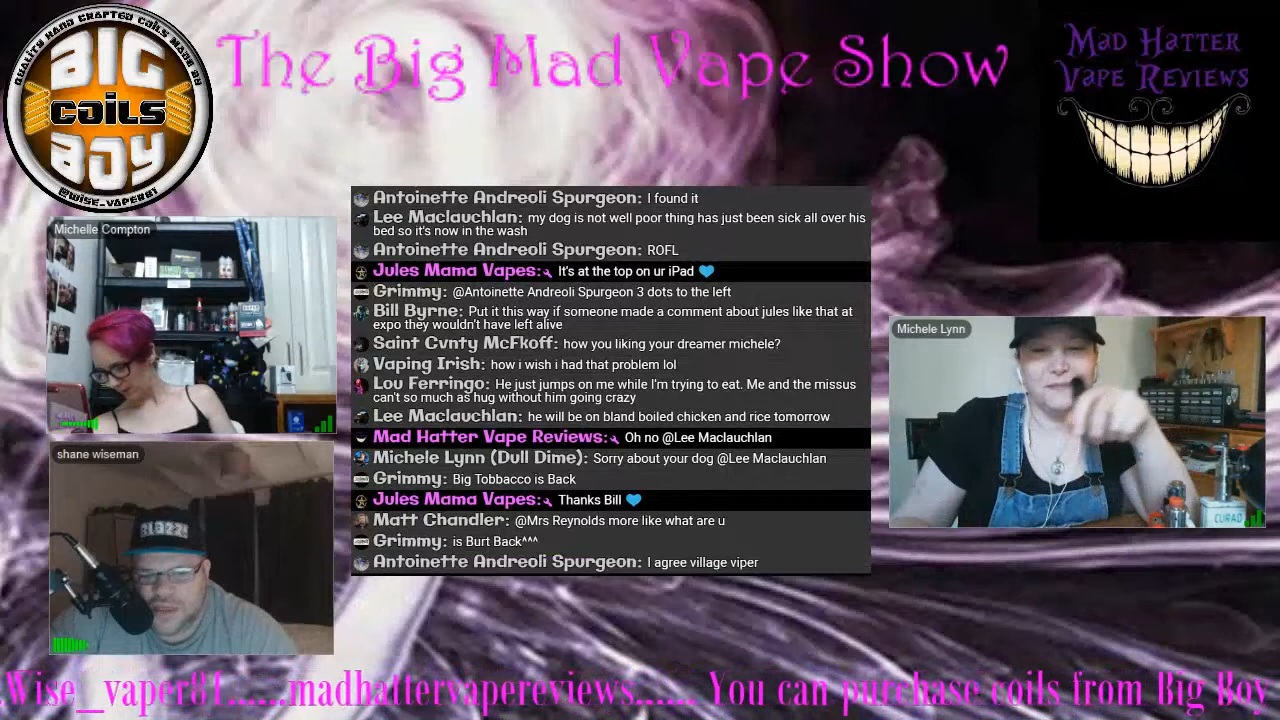 QUALITY HAND CRAFTED COILS MADE BY
BIG
COILS
BOY
@WISE_VAPER81
The Big Mad Vape Show
Mad Hatter
Vape Reviews
Michelle Compton
shane wiseman
Antoinette Andreoli Spurgeon: I found it
Lee Maclauchlan: my dog is not well poor thing has just been sick all over his
bed so it's now in the wash
Antoinette Andreoli Spurgeon: ROFL
Jules Mama Vapes: It's at the top on ur iPad 💙
Grimmy: @Antoinette Andreoli Spurgeon 3 dots to the left
Bill Byrne: Put it this way if someone made a comment about jules like that at
expo they wouldn't have left alive
Saint Cvnty McFkoff: how you liking your dreamer michele?
Vaping Irish: how i wish i had that problem lol
Lou Ferringo: He just jumps on me while I'm trying to eat. Me and the missus
can't so much as hug without him going crazy
Lee Maclauchlan: he will be on bland boiled chicken and rice tomorrow
Mad Hatter Vape Reviews: Oh no @Lee Maclauchlan
Michele Lynn (Dull Dime): Sorry about your dog @Lee Maclauchlan
Grimmy: Big Tobbacco is Back
Jules Mama Vapes: Thanks Bill 💙
Matt Chandler: @Mrs Reynolds more like what are u
Grimmy: is Burt Back^^^
Antoinette Andreoli Spurgeon: I agree village viper
Michele Lynn
CURAD
Wise_vaper81......madhattervapereviews...... You can purchase coils from Big Boy